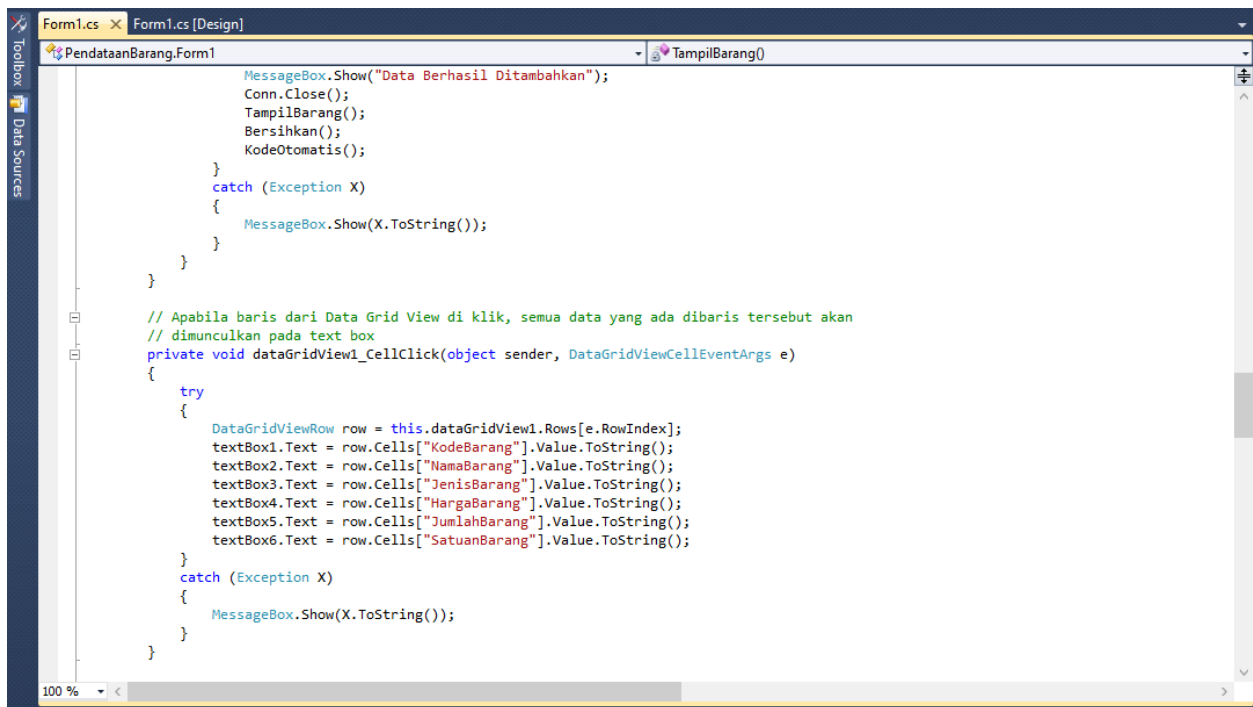 Form1.cs Form1.cs [Design]
Toolbox
Data Sources
PendataanBarang.Form1 TampilBarang()
MessageBox.Show("Data Berhasil Ditambahkan");
Conn.Close();
TampilBarang();
Bersihkan();
KodeOtomatis();
}
catch (Exception X)
{
MessageBox.Show(X.ToString());
}
}
}
// Apabila baris dari Data Grid View di klik, semua data yang ada dibaris tersebut akan
// dimunculkan pada text box
private void dataGridView1_CellClick(object sender, DataGridViewCellEventArgs e)
{
try
{
DataGridViewRow row = this.dataGridView1.Rows[e.RowIndex];
textBox1.Text = row.Cells["KodeBarang"].Value.ToString();
textBox2.Text = row.Cells["NamaBarang"].Value.ToString();
textBox3.Text = row.Cells["JenisBarang"].Value.ToString();
textBox4.Text = row.Cells["HargaBarang"].Value.ToString();
textBox5.Text = row.Cells["JumlahBarang"].Value.ToString();
textBox6.Text = row.Cells["SatuanBarang"].Value.ToString();
}
catch (Exception X)
{
MessageBox.Show(X.ToString());
}
}
100 %